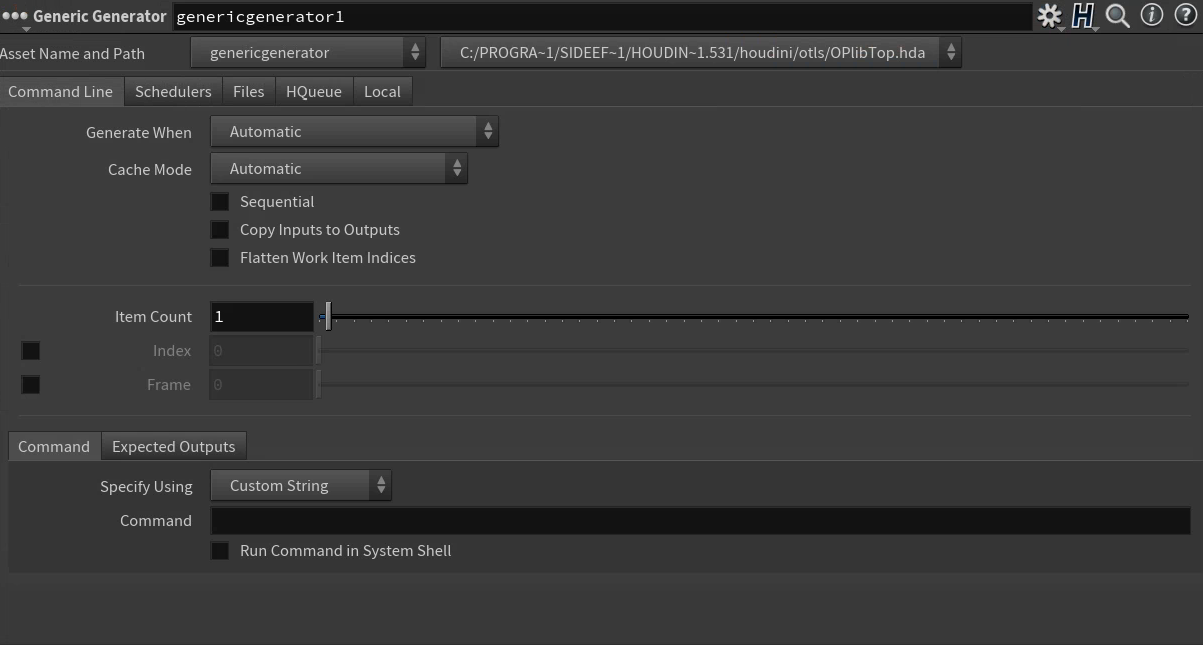 Generic Generator genericgenerator1
Asset Name and Path genericgenerator C:/PROGRA~1/SIDEEF~1/HOUDIN~1.531/houdini/otls/OPlibTop.hda
Command Line Schedulers Files HQueue Local
Generate When Automatic
Cache Mode Automatic
Sequential
Copy Inputs to Outputs
Flatten Work Item Indices
Item Count 1
Index 0
Frame 0
Command Expected Outputs
Specify Using Custom String
Command
Run Command in System Shell